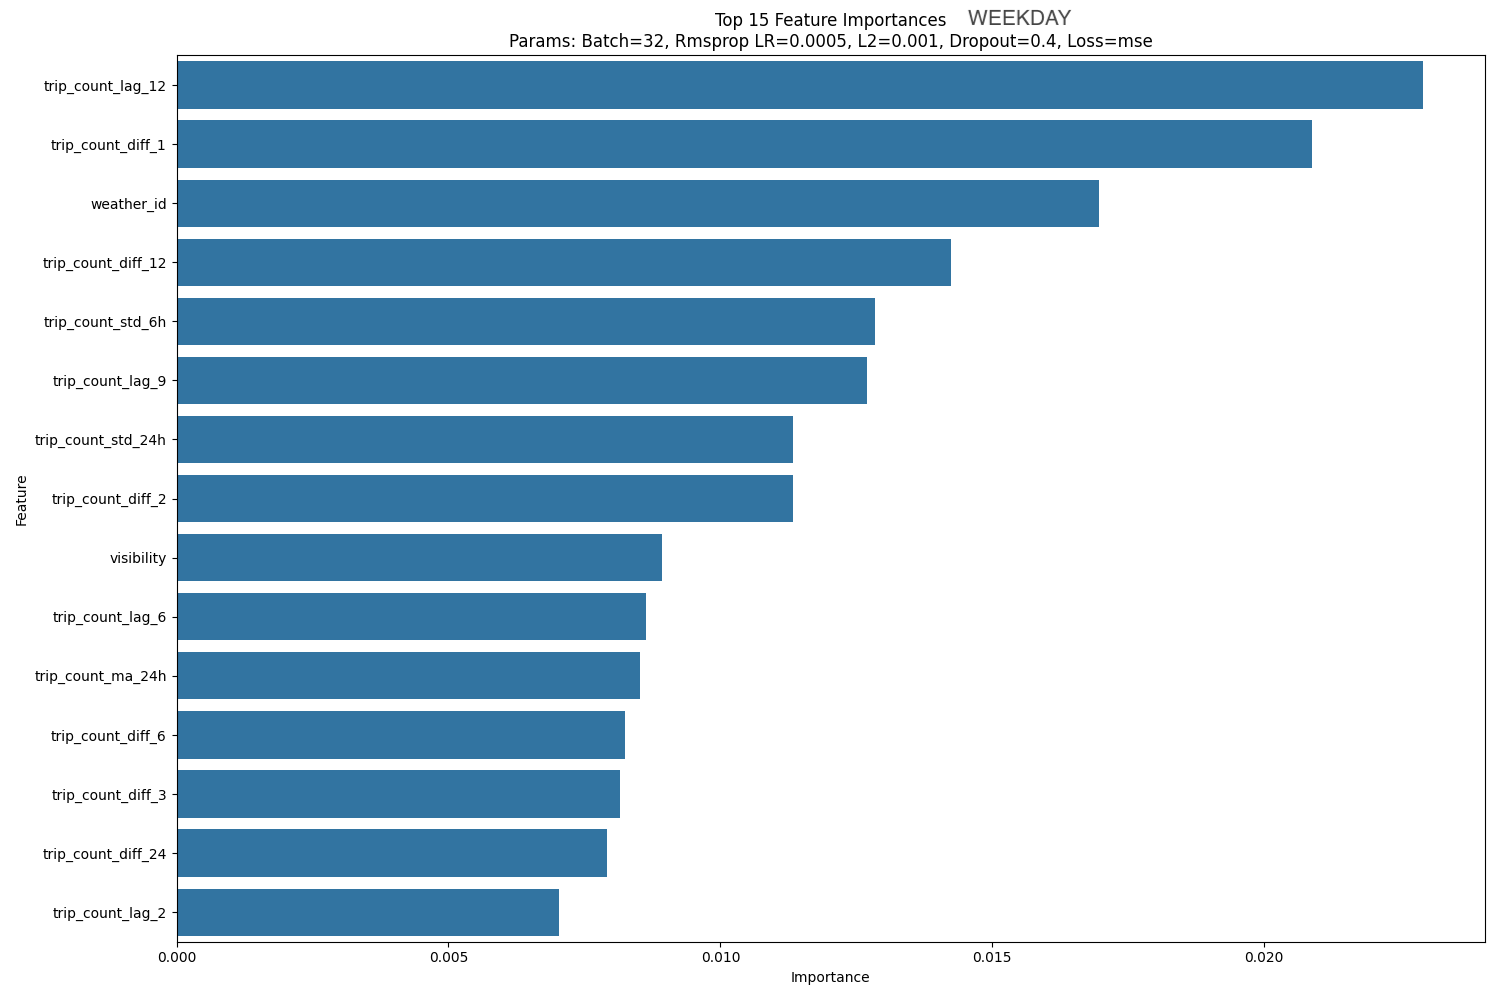 Top 15 Feature Importances WEEKDAY
Params: Batch=32, Rmsprop LR=0.0005, L2=0.001, Dropout=0.4, Loss=mse
trip_count_lag_12
trip_count_diff_1
weather_id
trip_count_diff_12
trip_count_std_6h
trip_count_lag_9
trip_count_std_24h
trip_count_diff_2
visibility
trip_count_lag_6
trip_count_ma_24h
trip_count_diff_6
trip_count_diff_3
trip_count_diff_24
trip_count_lag_2
Feature
0.000 0.005 0.010 0.015 0.020
Importance